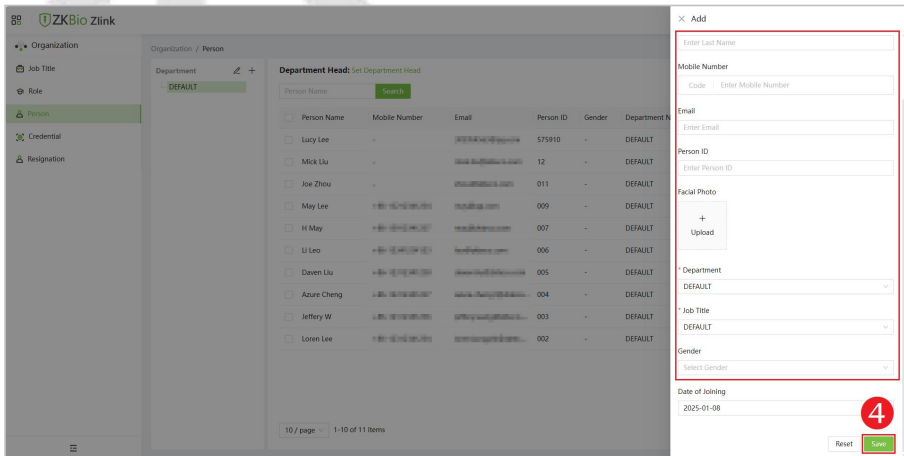 ZKBio Zlink
Organization
Job Title
Role
Person
Credential
Resignation
Organization / Person
Department
DEFAULT
Department Head: Set Department Head
Person Name Search
Person Name Mobile Number Email Person ID Gender Department N
Lucy Lee - 575910 - DEFAULT
Mick Liu - 12 - DEFAULT
Joe Zhou - 011 - DEFAULT
May Lee 009 - DEFAULT
H May 007 - DEFAULT
Li Leo 006 - DEFAULT
Daven Liu 005 - DEFAULT
Azure Cheng 004 - DEFAULT
Jeffery W 003 - DEFAULT
Loren Lee 002 - DEFAULT
10 / page 1-10 of 11 items
Add
Enter Last Name
Mobile Number
Code Enter Mobile Number
Email
Enter Email
Person ID
Enter Person ID
Facial Photo
+
Upload
* Department
DEFAULT
* Job Title
DEFAULT
Gender
Select Gender
Date of Joining
2025-01-08
4
Reset Save